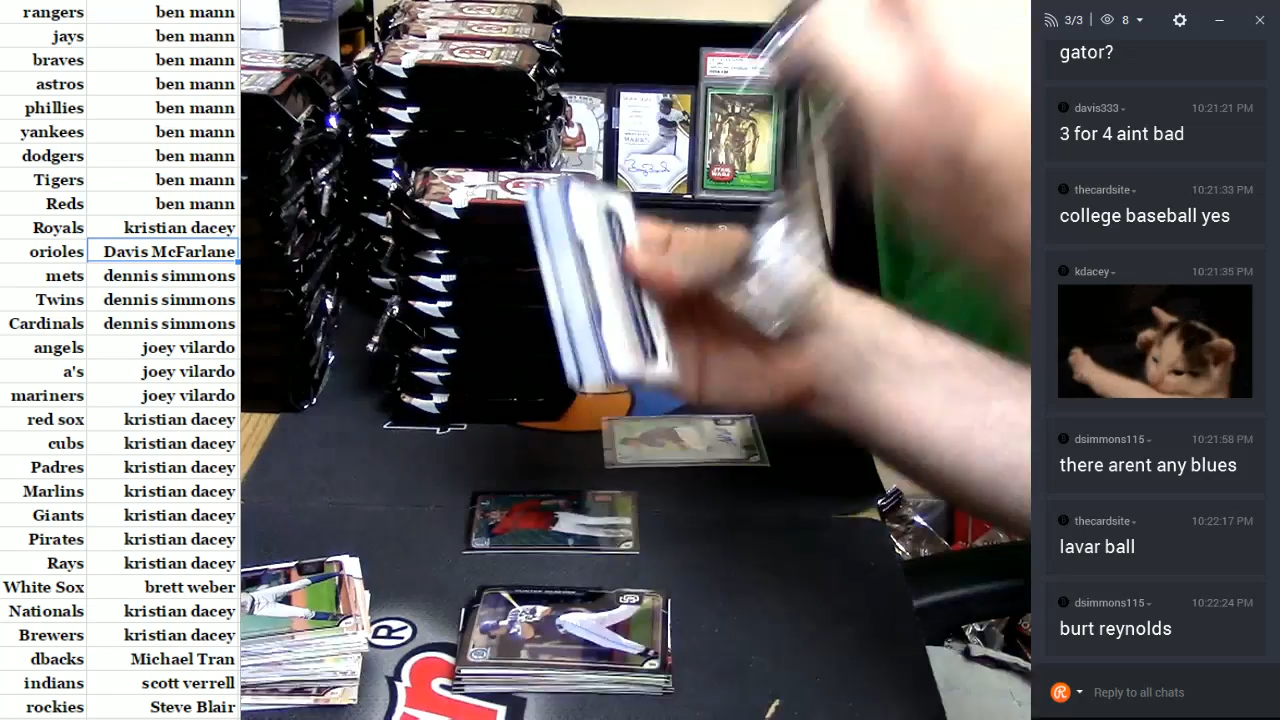 rangers ben mann
jays ben mann
braves ben mann
astros ben mann
phillies ben mann
yankees ben mann
dodgers ben mann
Tigers ben mann
Reds ben mann
Royals kristian dacey
orioles Davis McFarlane
mets dennis simmons
Twins dennis simmons
Cardinals dennis simmons
angels joey vilardo
a's joey vilardo
mariners joey vilardo
red sox kristian dacey
cubs kristian dacey
Padres kristian dacey
Marlins kristian dacey
Giants kristian dacey
Pirates kristian dacey
Rays kristian dacey
White Sox brett weber
Nationals kristian dacey
Brewers kristian dacey
dbacks Michael Tran
indians scott verrell
rockies Steve Blair
STAR
WARS
®
3/3 8
gator?
davis333 10:21:21 PM
3 for 4 aint bad
thecardsite 10:21:33 PM
college baseball yes
kdacey 10:21:35 PM
dsimmons115 10:21:58 PM
there arent any blues
thecardsite 10:22:17 PM
lavar ball
dsimmons115 10:22:24 PM
burt reynolds
Reply to all chats